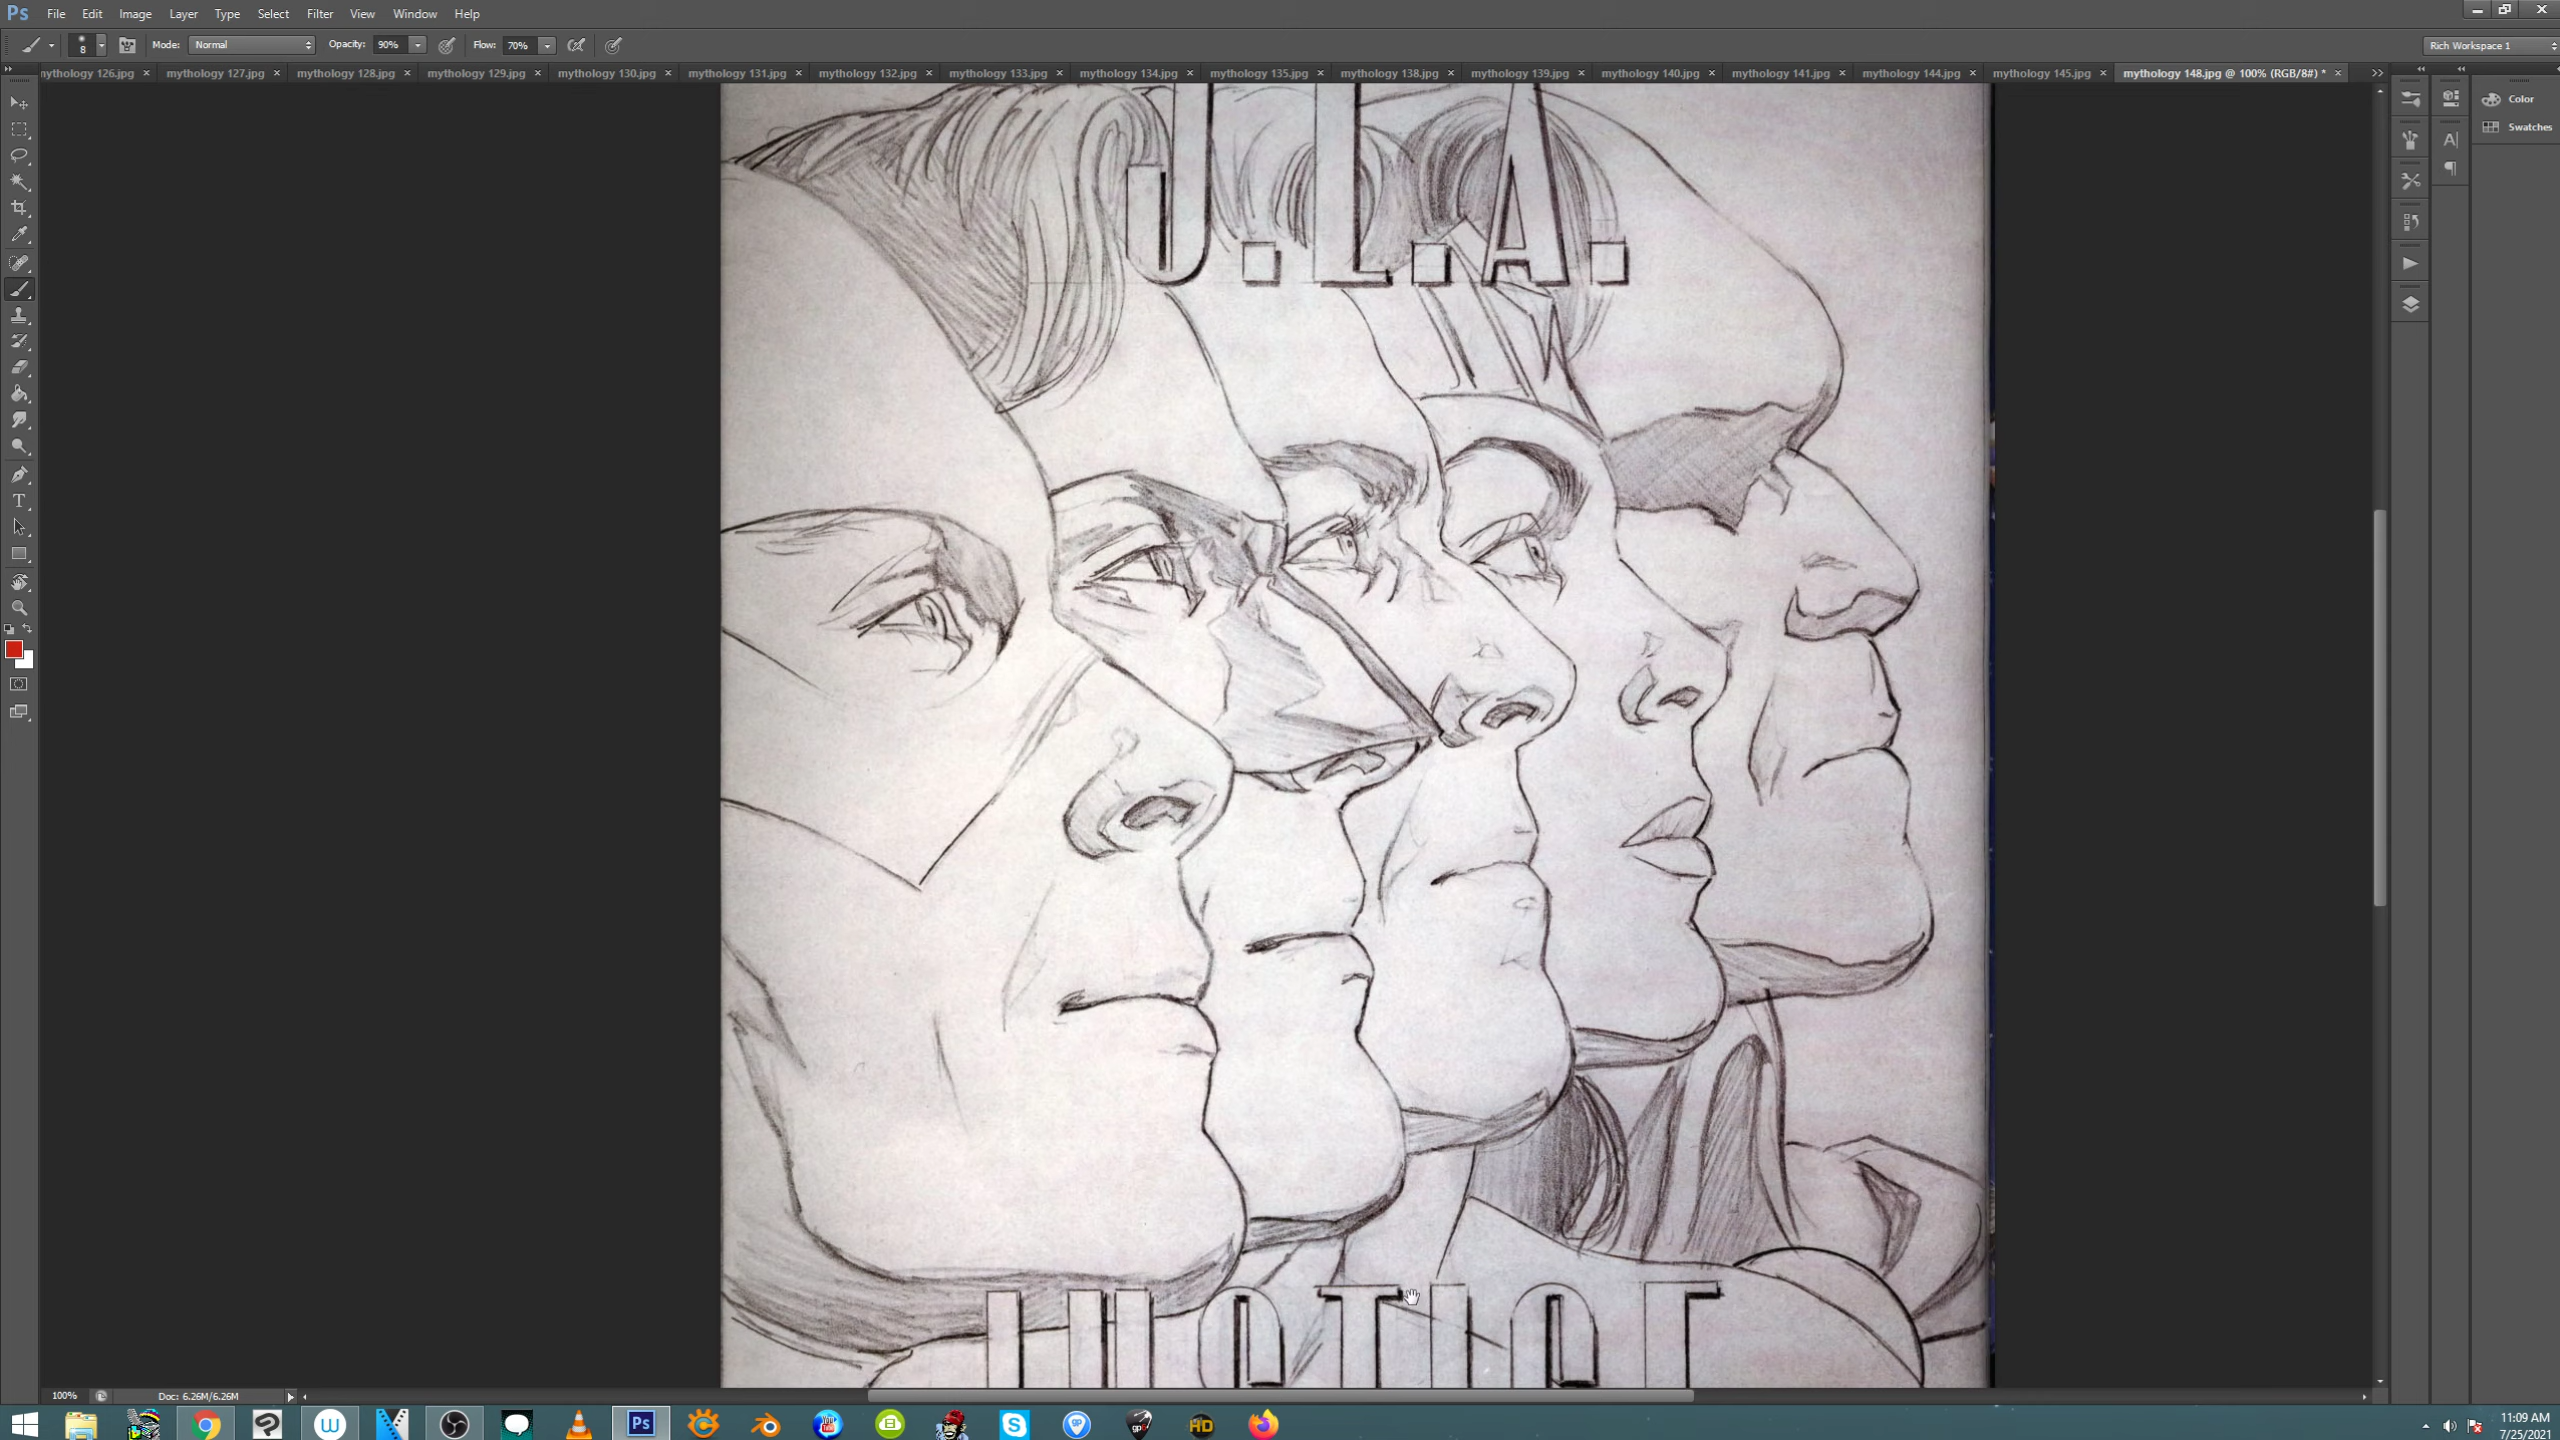 Ps File Edit Image Layer Type Select Filter View Window Help
8 Mode: Normal Opacity: 90% Flow: 70% Rich Workspace 1
mythology 126.jpg mythology 127.jpg mythology 128.jpg mythology 129.jpg mythology 130.jpg mythology 131.jpg mythology 132.jpg mythology 133.jpg mythology 134.jpg mythology 135.jpg mythology 138.jpg mythology 139.jpg mythology 140.jpg mythology 141.jpg mythology 144.jpg mythology 145.jpg mythology 148.jpg @ 100% (RGB/8#) *
Color
Swatches
J.L.A.
JUSTICE
100% Doc: 6.26M/6.26M
Ps HD
11:09 AM
7/25/2021